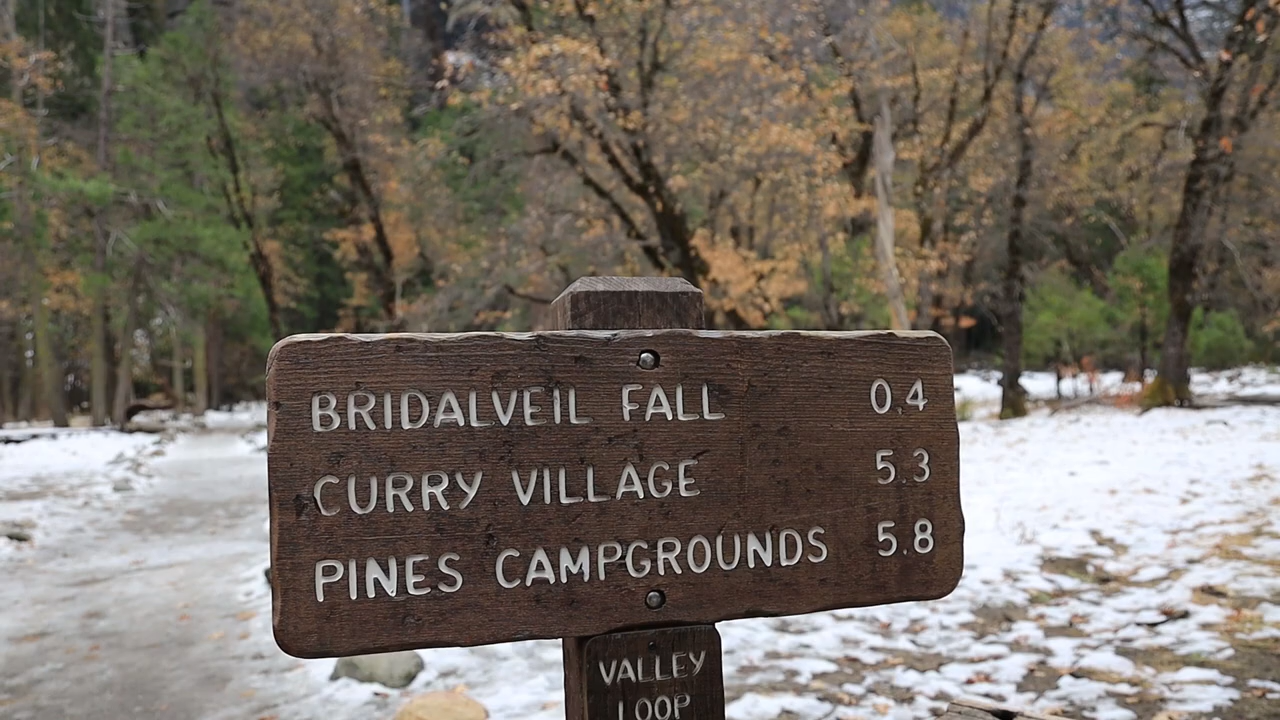 BRIDALVEIL FALL 0.4
CURRY VILLAGE 5.3
PINES CAMPGROUNDS 5.8
VALLEY
LOOP